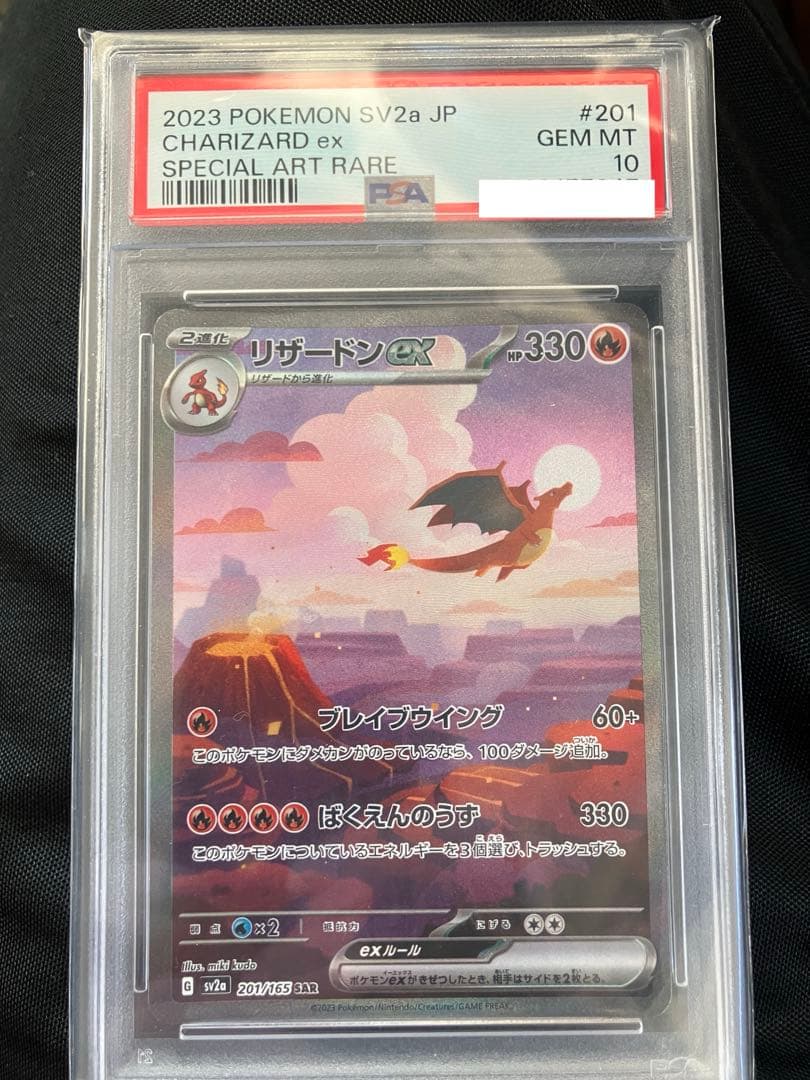 2023 POKEMON SV2a JP #201
CHARIZARD ex GEM MT
SPECIAL ART RARE 10
PSA
2進化
リザードンex HP330
リザードから進化
ブレイブウイング 60+
このポケモンにダメカンがのっているなら、100ダメージ追加。
ばくえんのうず 330
このポケモンについているエネルギーを3個選び、トラッシュする。
弱点 ×2 抵抗力 にげる
exルール
ポケモンexがきぜつしたとき、相手はサイドを2枚とる。
Illus. miki kudo
G sv2a 201/165 SAR
©2023 Pokémon/Nintendo/Creatures/GAME FREAK
PSA